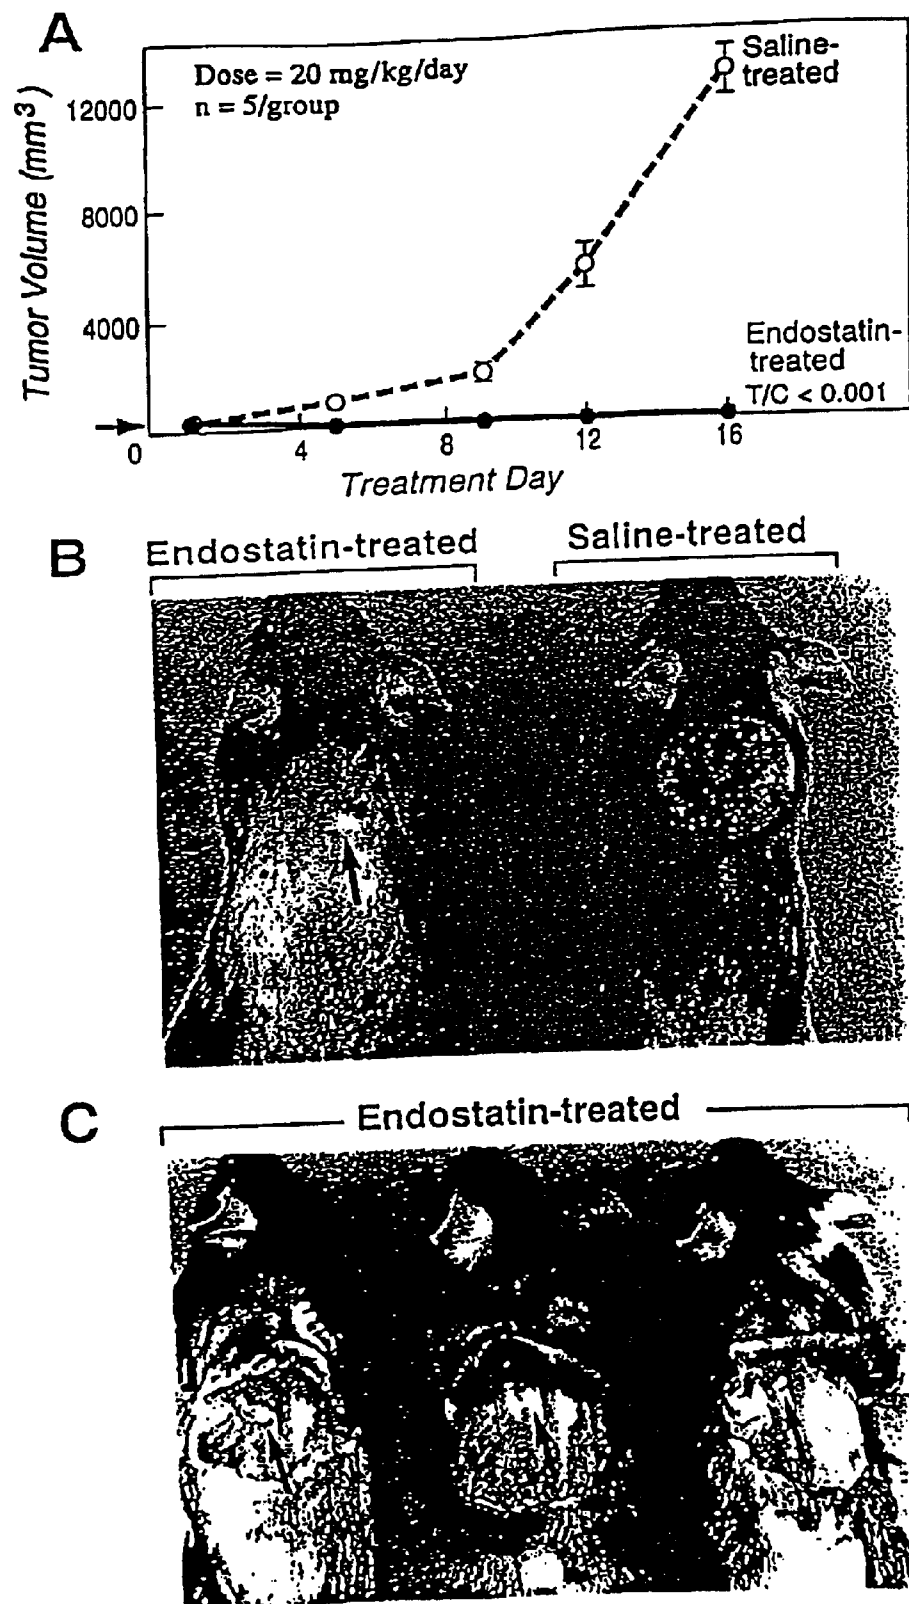 A
Dose = 20 mg/kg/day
n = 5/group
Saline-
treated
12000
8000
4000
0
Tumor Volume (mm³)
Endostatin-
treated
T/C < 0.001
4
8
12
16
Treatment Day
B
Endostatin-treated
Saline-treated
C
Endostatin-treated